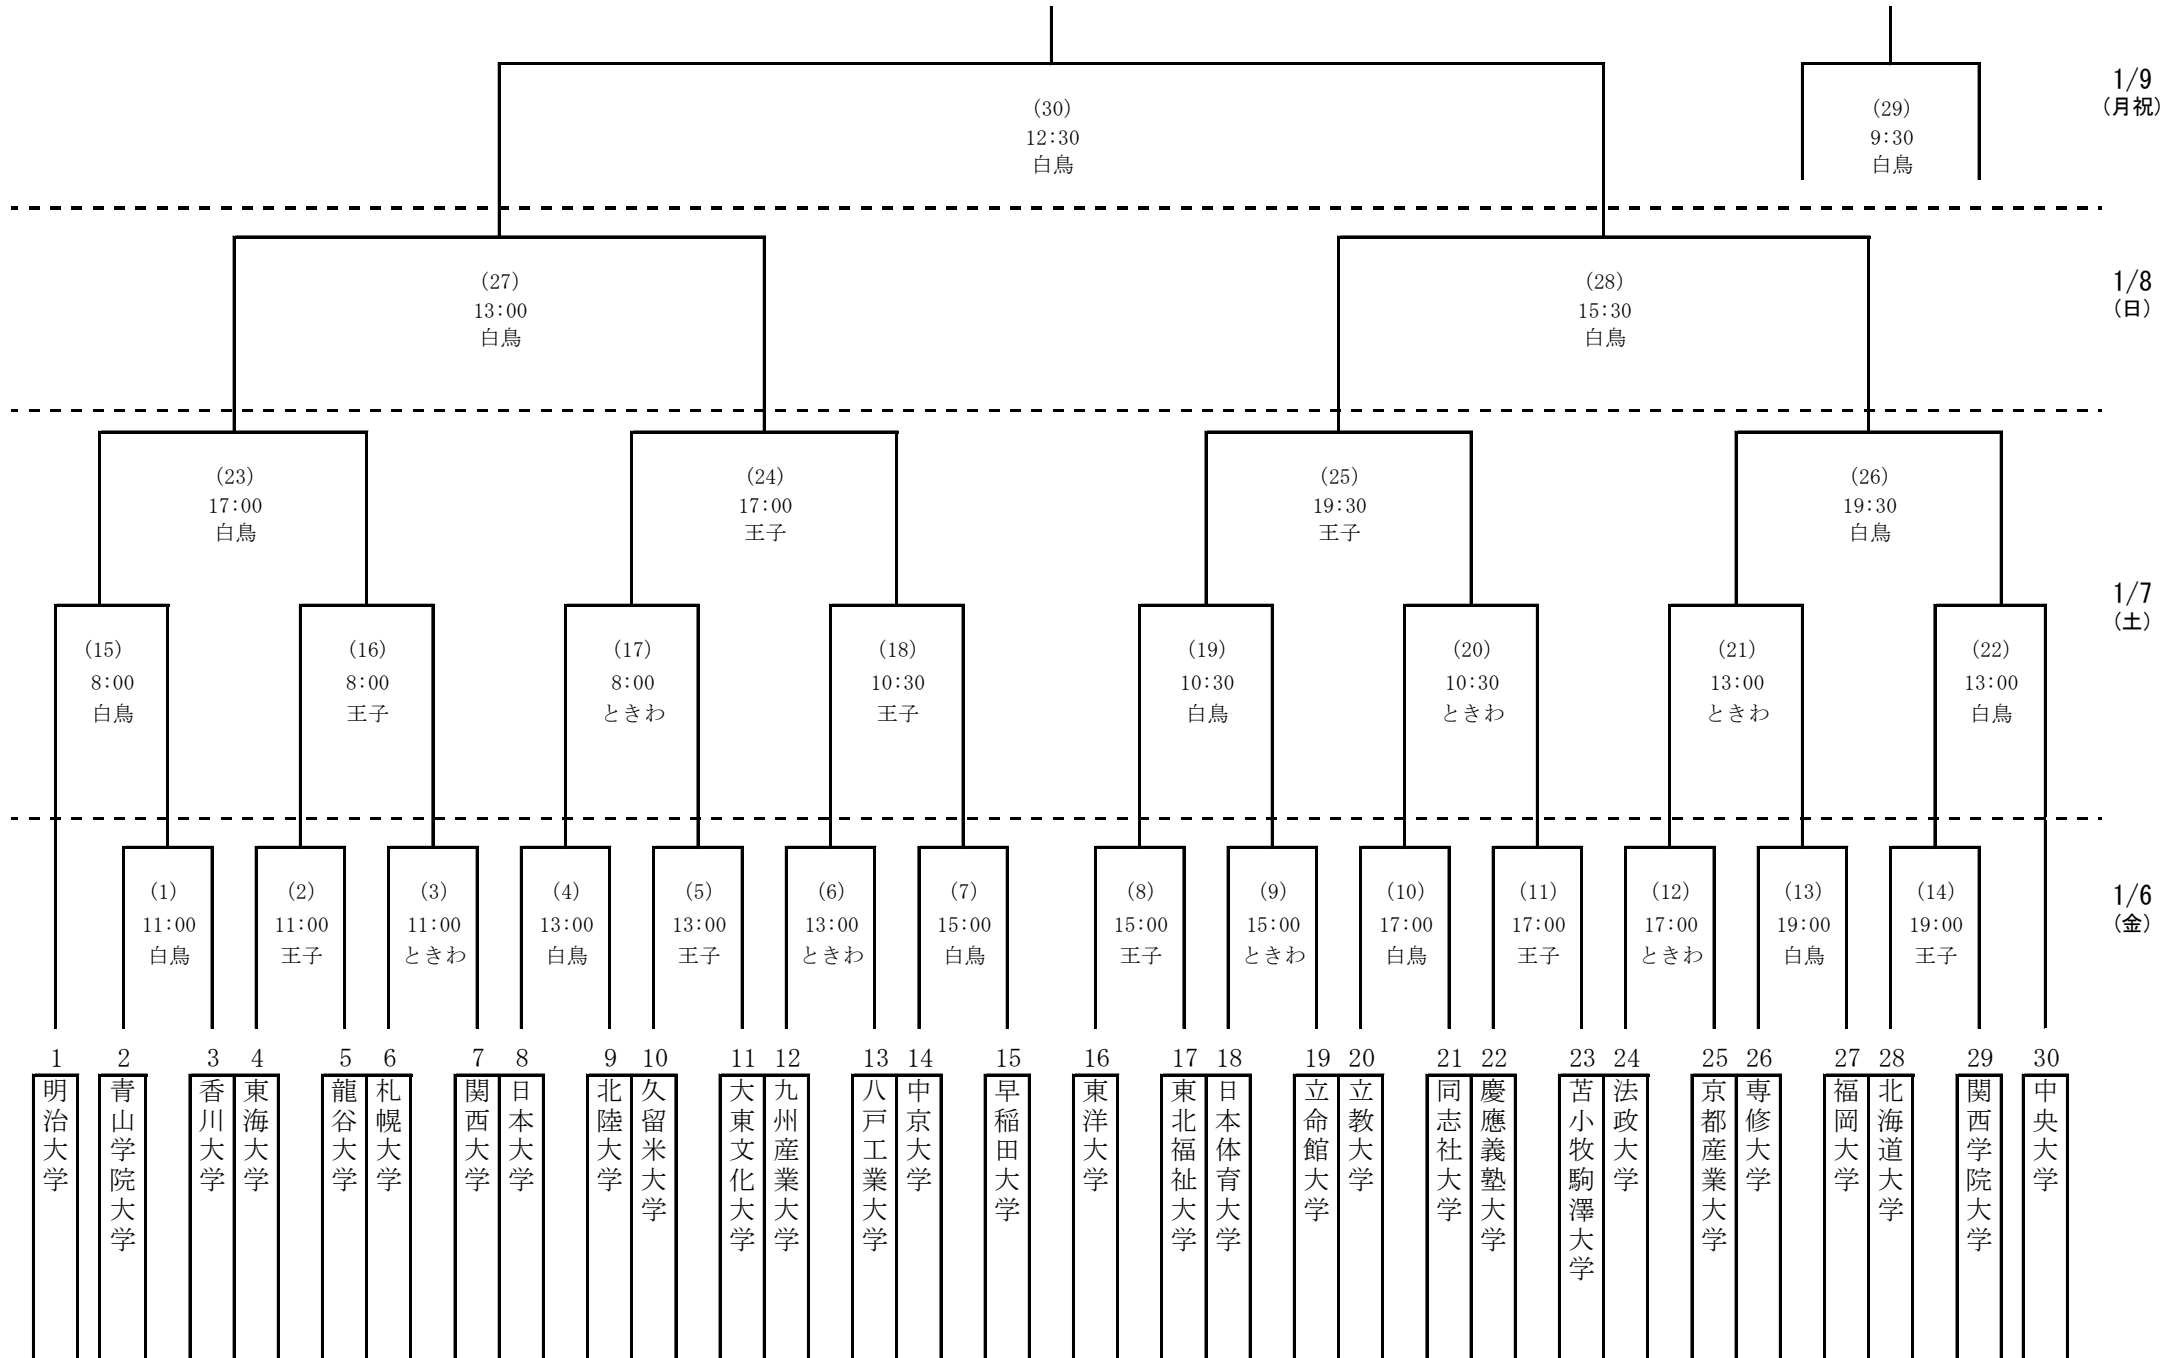 (30)
12:30
白鳥
(29)
9:30
白鳥
1/9
(月祝)
(27)
13:00
白鳥
(28)
15:30
白鳥
1/8
(日)
(23)
17:00
白鳥
(24)
17:00
王子
(25)
19:30
王子
(26)
19:30
白鳥
1/7
(土)
(15)
8:00
白鳥
(16)
8:00
王子
(17)
8:00
ときわ
(18)
10:30
王子
(19)
10:30
白鳥
(20)
10:30
ときわ
(21)
13:00
ときわ
(22)
13:00
白鳥
(1)
11:00
白鳥
(2)
11:00
王子
(3)
11:00
ときわ
(4)
13:00
白鳥
(5)
13:00
王子
(6)
13:00
ときわ
(7)
15:00
白鳥
(8)
15:00
王子
(9)
15:00
ときわ
(10)
17:00
白鳥
(11)
17:00
王子
(12)
17:00
ときわ
(13)
19:00
白鳥
(14)
19:00
王子
1/6
(金)
1
明治大学
2
青山学院大学
3
香川大学
4
東海大学
5
龍谷大学
6
札幌大学
7
関西大学
8
日本大学
9
北陸大学
10
久留米大学
11
大東文化大学
12
九州産業大学
13
八戸工業大学
14
中京大学
15
早稲田大学
16
東洋大学
17
東北福祉大学
18
日本体育大学
19
立命館大学
20
立教大学
21
同志社大学
22
慶應義塾大学
23
苫小牧駒澤大学
24
法政大学
25
京都産業大学
26
専修大学
27
福岡大学
28
北海道大学
29
関西学院大学
30
中央大学